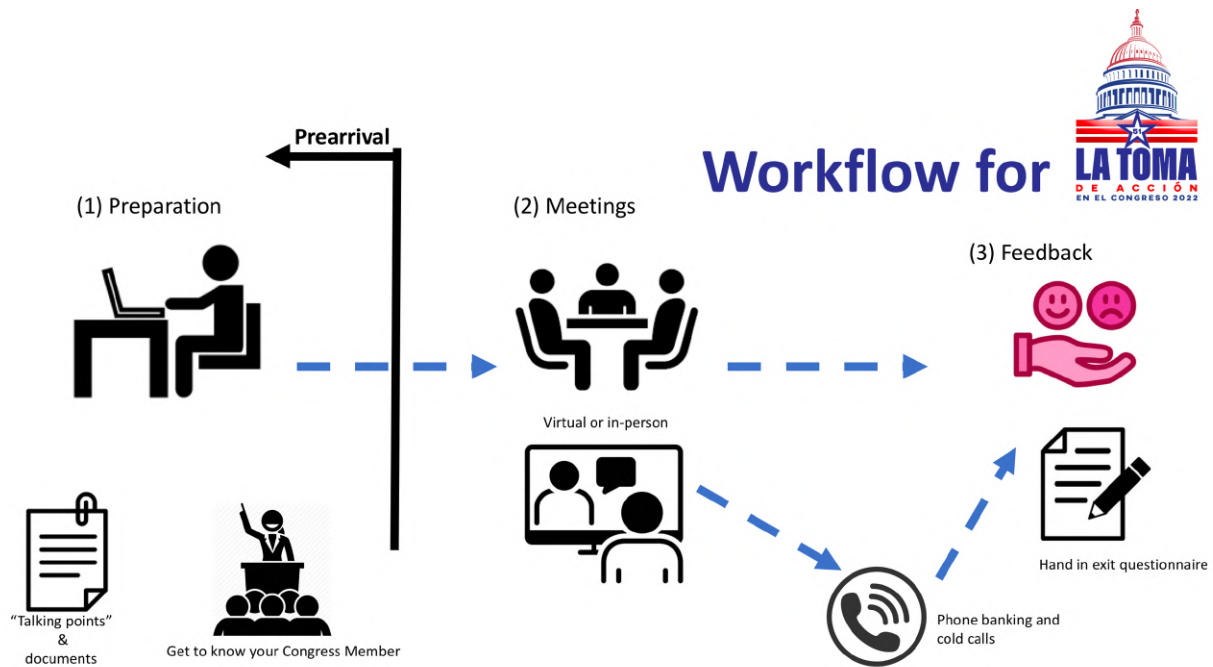 Workflow for
51
LA TOMA
DE ACCIÓN
EN EL CONGRESO 2022
Prearrival
(1) Preparation
(2) Meetings
(3) Feedback
Virtual or in-person
"Talking points"
&
documents
Get to know your Congress Member
Phone banking and
cold calls
Hand in exit questionnaire